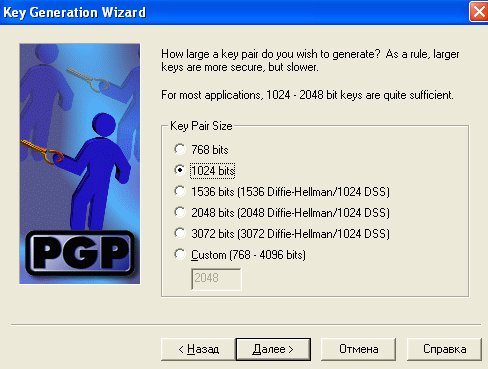 Key Generation Wizard
How large a key pair do you wish to generate? As a rule, larger
keys are more secure, but slower.
For most applications, 1024 - 2048 bit keys are quite sufficient.
Key Pair Size
768 bits
1024 bits
1536 bits (1536 Diffie-Hellman/1024 DSS)
2048 bits (2048 Diffie-Hellman/1024 DSS)
3072 bits (3072 Diffie-Hellman/1024 DSS)
Custom (768 - 4096 bits)
2048
PGP
< Назад Далее > Отмена Справка